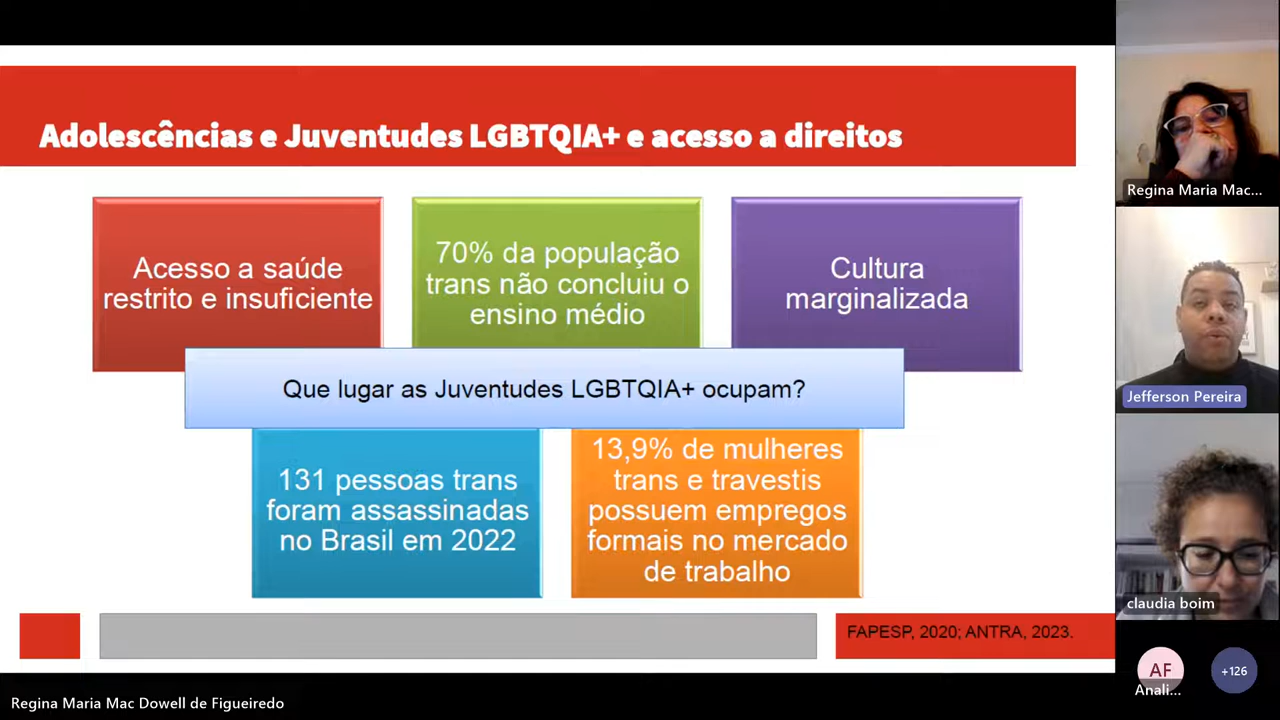 Adolescências e Juventudes LGBTQIA+ e acesso a direitos
Acesso a saúde
restrito e insuficiente
70% da população
trans não concluiu o
ensino médio
Cultura
marginalizada
Que lugar as Juventudes LGBTQIA+ ocupam?
131 pessoas trans
foram assassinadas
no Brasil em 2022
13,9% de mulheres
trans e travestis
possuem empregos
formais no mercado
de trabalho
FAPESP, 2020; ANTRA, 2023.
Regina Maria Mac...
Jefferson Pereira
claudia boim
AF
Anali...
+126
Regina Maria Mac Dowell de Figueiredo